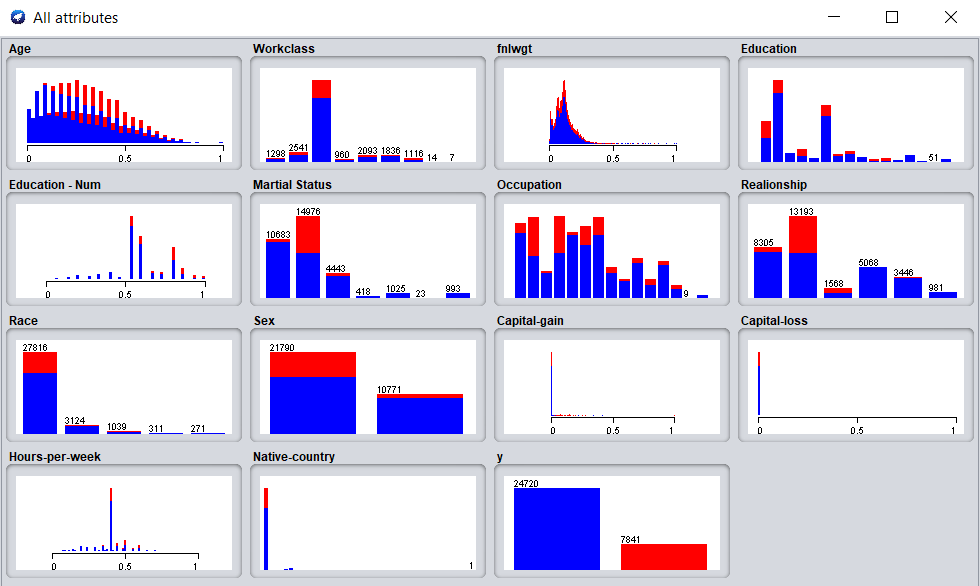 All attributes
Age Workclass fnlwgt Education
1298 2541 960 2093 1836 1116 14 7
51
0 0.5 1
0 0.5 1
Education - Num Martial Status Occupation Realionship
10683 14976 4443 418 1025 23 993
9
8305 13193 1568 5068 3446 981
0 0.5 1
Race Sex Capital-gain Capital-loss
27816 3124 1039 311 271
21790 10771
0 0.5 1
0 0.5 1
Hours-per-week Native-country y
24720 7841
1
0 0.5 1